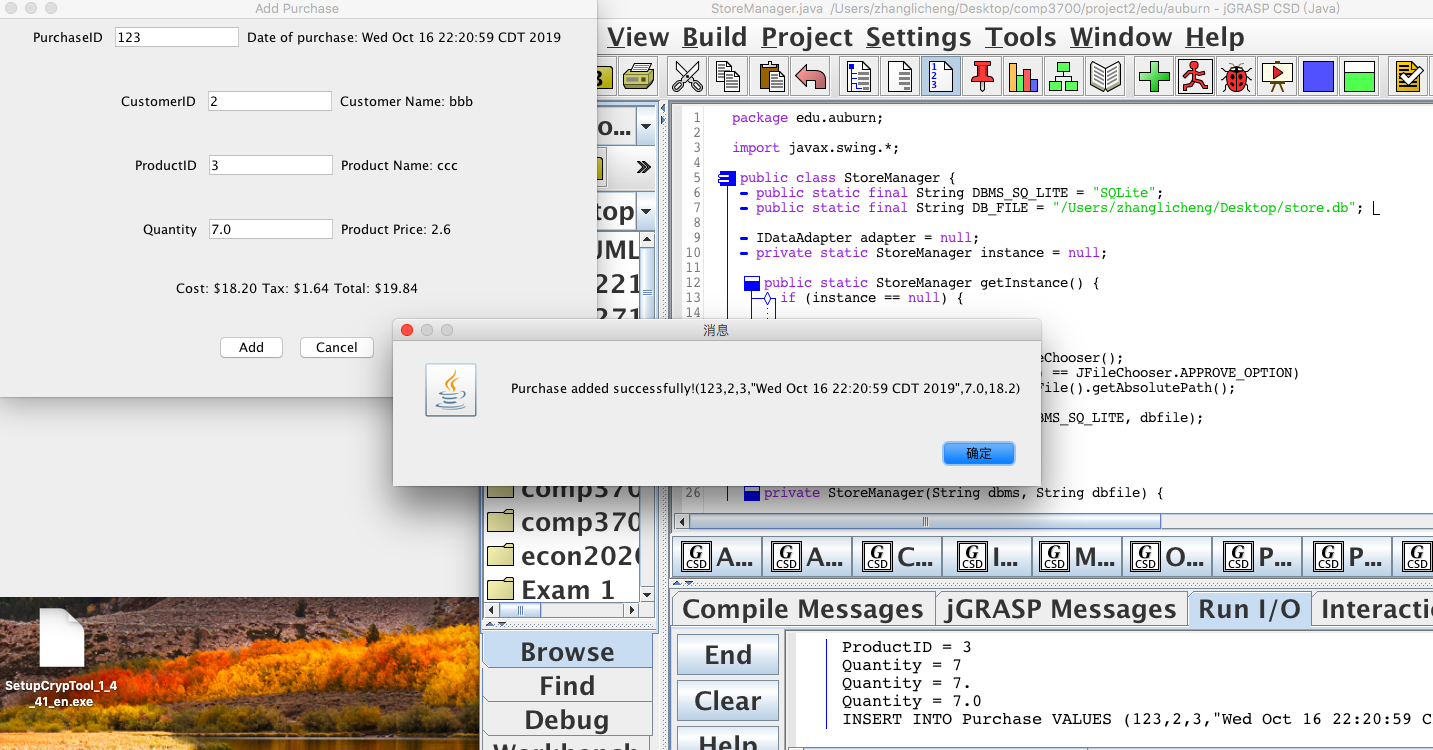 Add Purchase
PurchaseID 123 Date of purchase: Wed Oct 16 22:20:59 CDT 2019
CustomerID 2 Customer Name: bbb
ProductID 3 Product Name: ccc
Quantity 7.0 Product Price: 2.6
Cost: $18.20 Tax: $1.64 Total: $19.84
Add Cancel
StoreManager.java /Users/zhanglicheng/Desktop/comp3700/project2/edu/auburn - jGRASP CSD (Java)
View Build Project Settings Tools Window Help
1 package edu.auburn;
2
3 import javax.swing.*;
4
5 public class StoreManager {
6 public static final String DBMS_SQ_LITE = "SQLite";
7 public static final String DB_FILE = "/Users/zhanglicheng/Desktop/store.db";
8
9 IDataAdapter adapter = null;
10 private static StoreManager instance = null;
11
12 public static StoreManager getInstance() {
13 if (instance == null) {
14
eChooser();
) == JFileChooser.APPROVE_OPTION)
File().getAbsolutePath();
BMS_SQ_LITE, dbfile);
26 private StoreManager(String dbms, String dbfile) {
消息
Purchase added successfully!(123,2,3,"Wed Oct 16 22:20:59 CDT 2019",7.0,18.2)
确定
o...
top
UML
221
271
comp370
comp370
econ2020
Exam 1
Browse
Find
Debug
Workbench
A... A... C... I... M... O... P... P...
Compile Messages jGRASP Messages Run I/O Interacti
End
Clear
Help
ProductID = 3
Quantity = 7
Quantity = 7.
Quantity = 7.0
INSERT INTO Purchase VALUES (123,2,3,"Wed Oct 16 22:20:59 C
SetupCrypTool_1_4
_41_en.exe